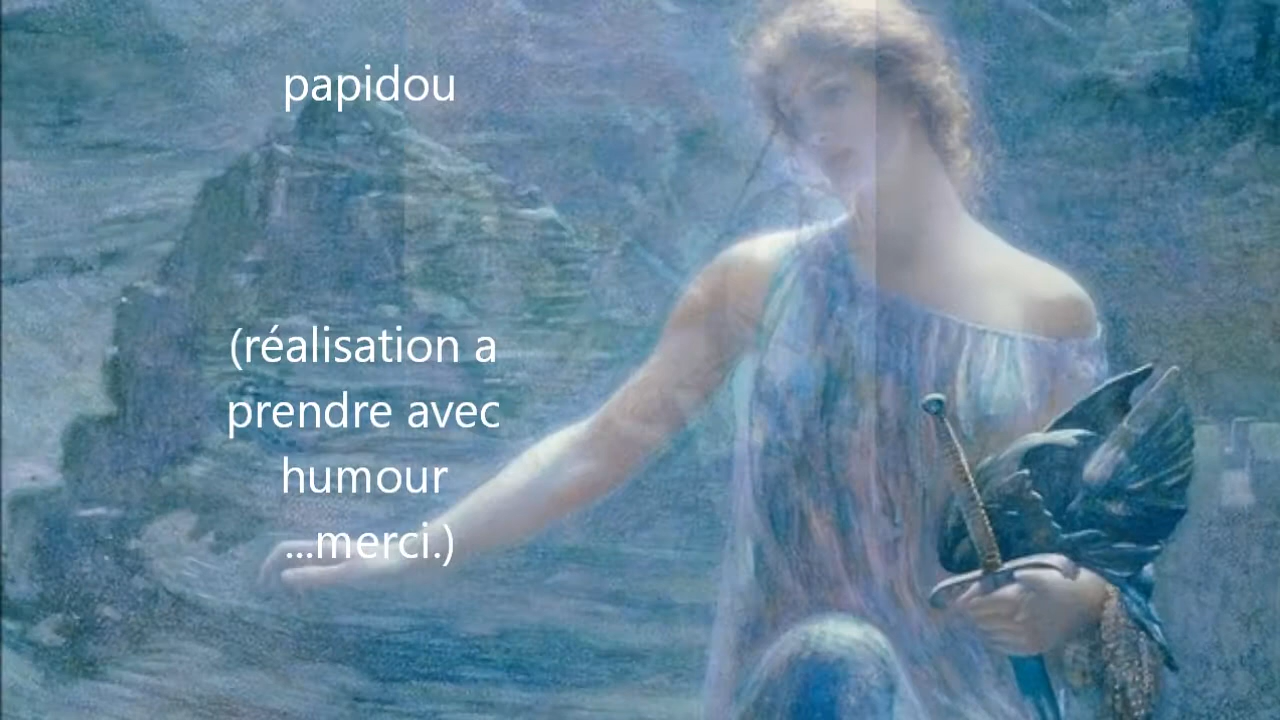 papidou
(réalisation a
prendre avec
humour
...merci.)